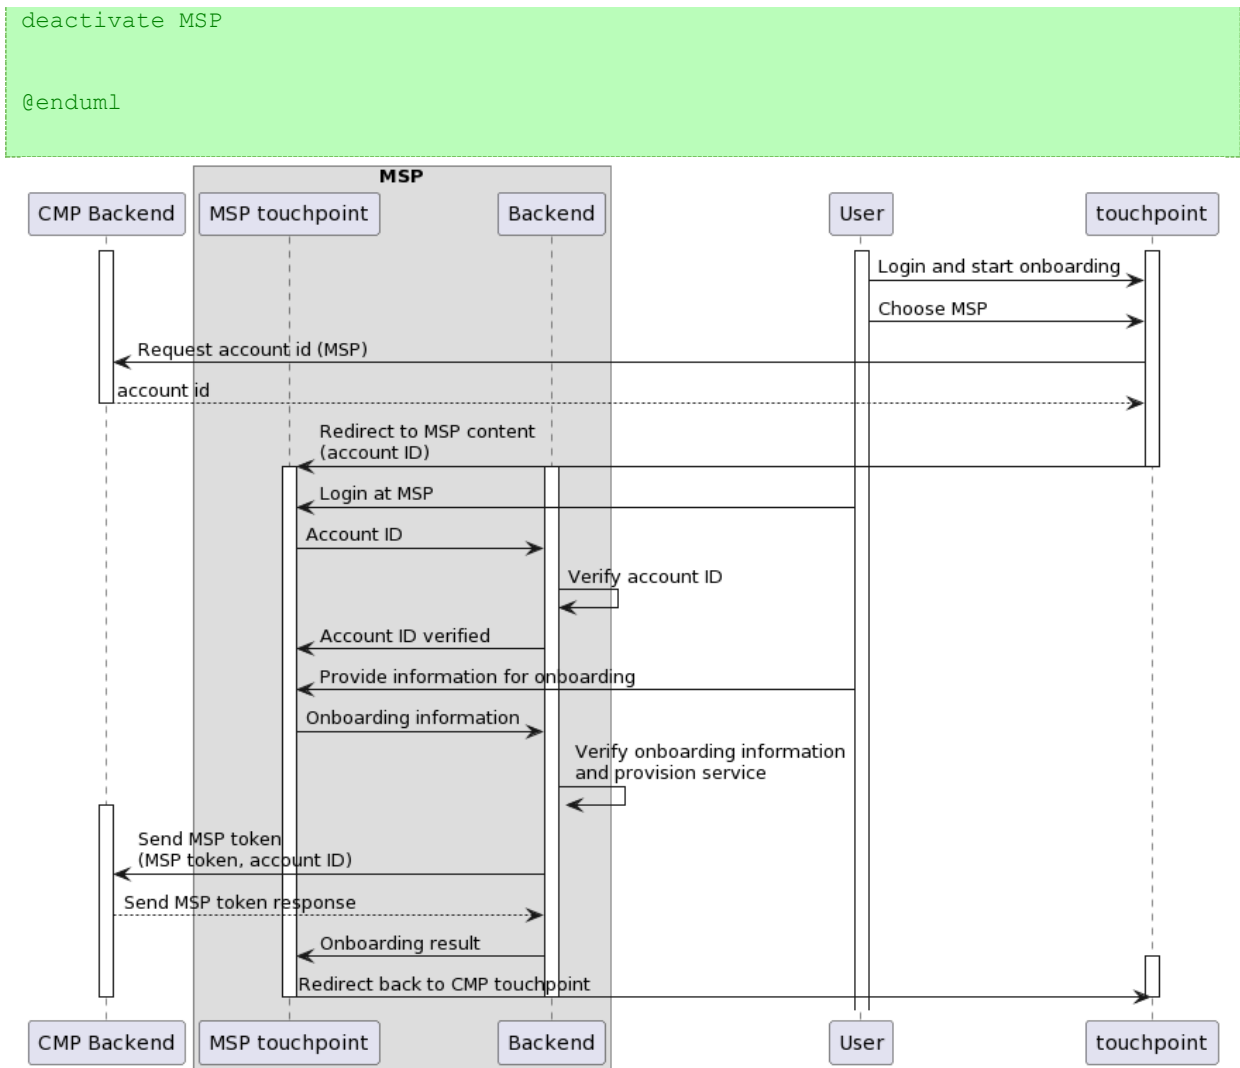 deactivate MSP
@enduml
MSP
CMP Backend
MSP touchpoint
Backend
User
touchpoint
Login and start onboarding
Choose MSP
Request account id (MSP)
account id
Redirect to MSP content
(account ID)
Login at MSP
Account ID
Verify account ID
Account ID verified
Provide information for onboarding
Onboarding information
Verify onboarding information
and provision service
Send MSP token
(MSP token, account ID)
Send MSP token response
Onboarding result
Redirect back to CMP touchpoint
CMP Backend
MSP touchpoint
Backend
User
touchpoint